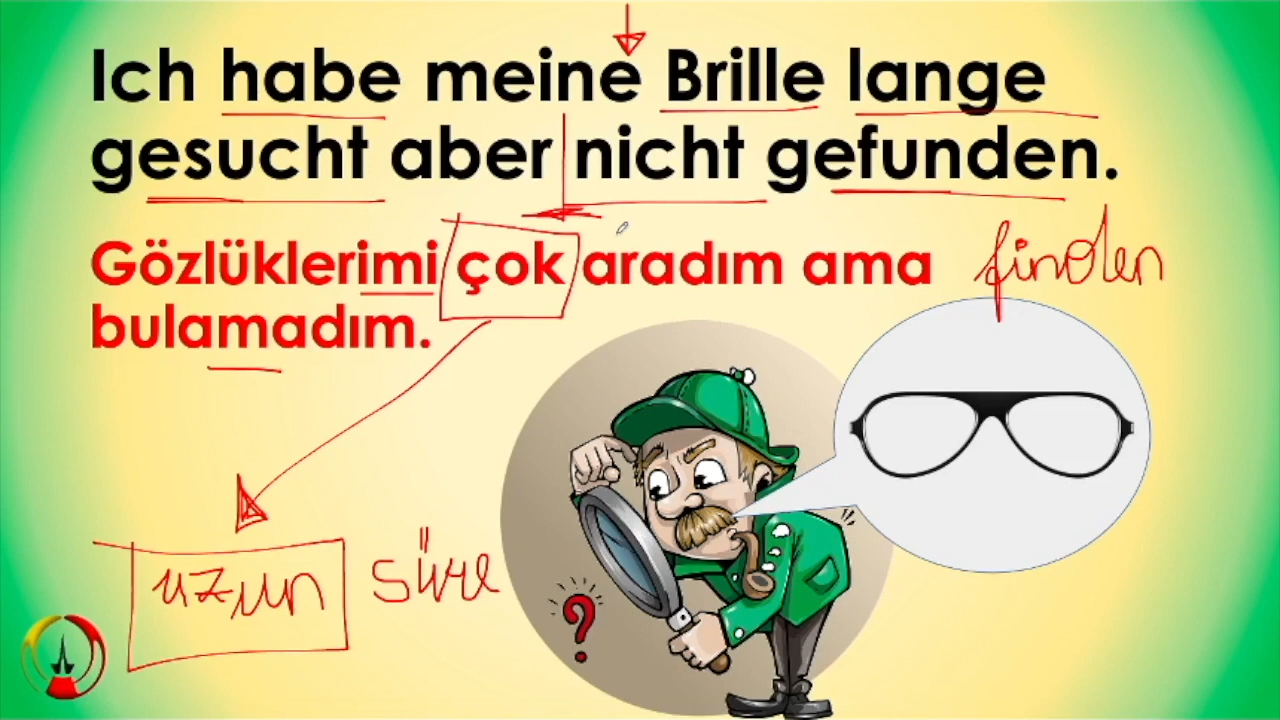 Ich habe meine Brille lange
gesucht aber nicht gefunden.
Gözlüklerimi çok aradım ama
bulamadım.
finden
uzun süre
?